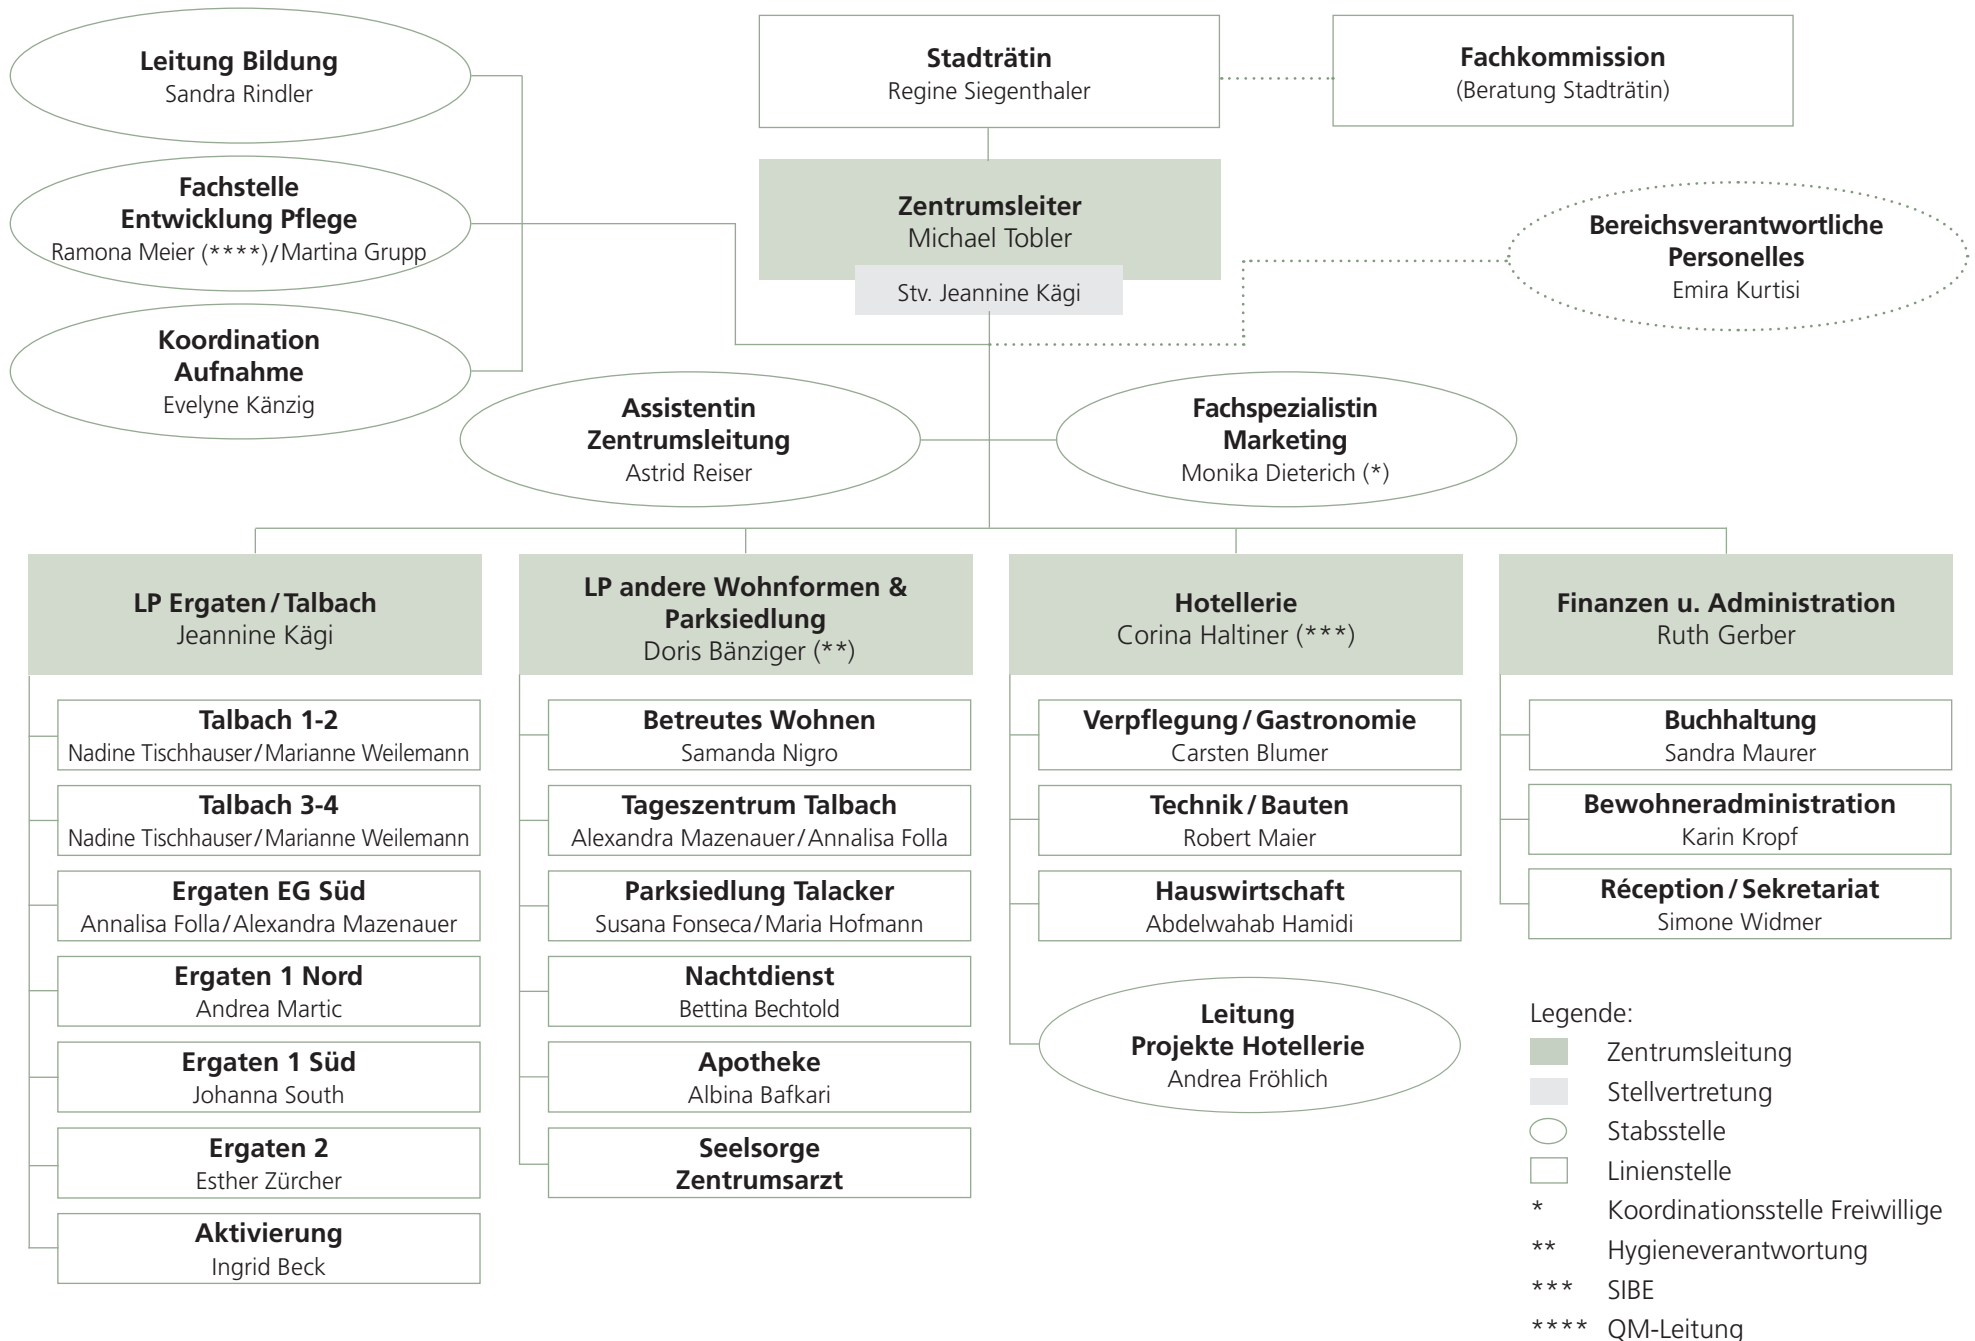 Leitung Bildung
Sandra Rindler
Fachstelle
Entwicklung Pflege
Ramona Meier (****)/Martina Grupp
Koordination
Aufnahme
Evelyne Känzig
Stadträtin
Regine Siegenthaler
Fachkommission
(Beratung Stadträtin)
Zentrumsleiter
Michael Tobler
Stv. Jeannine Kägi
Bereichsverantwortliche
Personelles
Emira Kurtisi
Assistentin
Zentrumsleitung
Astrid Reiser
Fachspezialistin
Marketing
Monika Dieterich (*)
LP Ergaten/Talbach
Jeannine Kägi
Talbach 1-2
Nadine Tischhauser/Marianne Weilemann
Talbach 3-4
Nadine Tischhauser/Marianne Weilemann
Ergaten EG Süd
Annalisa Folla/Alexandra Mazenauer
Ergaten 1 Nord
Andrea Martic
Ergaten 1 Süd
Johanna South
Ergaten 2
Esther Zürcher
Aktivierung
Ingrid Beck
LP andere Wohnformen &
Parksiedlung
Doris Bänziger (**)
Betreutes Wohnen
Samanda Nigro
Tageszentrum Talbach
Alexandra Mazenauer/Annalisa Folla
Parksiedlung Talacker
Susana Fonseca/Maria Hofmann
Nachtdienst
Bettina Bechtold
Apotheke
Albina Bafkari
Seelsorge
Zentrumsarzt
Hotellerie
Corina Haltiner (***)
Verpflegung/Gastronomie
Carsten Blumer
Technik/Bauten
Robert Maier
Hauswirtschaft
Abdelwahab Hamidi
Leitung
Projekte Hotellerie
Andrea Fröhlich
Finanzen u. Administration
Ruth Gerber
Buchhaltung
Sandra Maurer
Bewohneradministration
Karin Kropf
Réception/Sekretariat
Simone Widmer
Legende:
Zentrumsleitung
Stellvertretung
Stabsstelle
Linienstelle
* Koordinationsstelle Freiwillige
** Hygieneverantwortung
*** SIBE
**** QM-Leitung